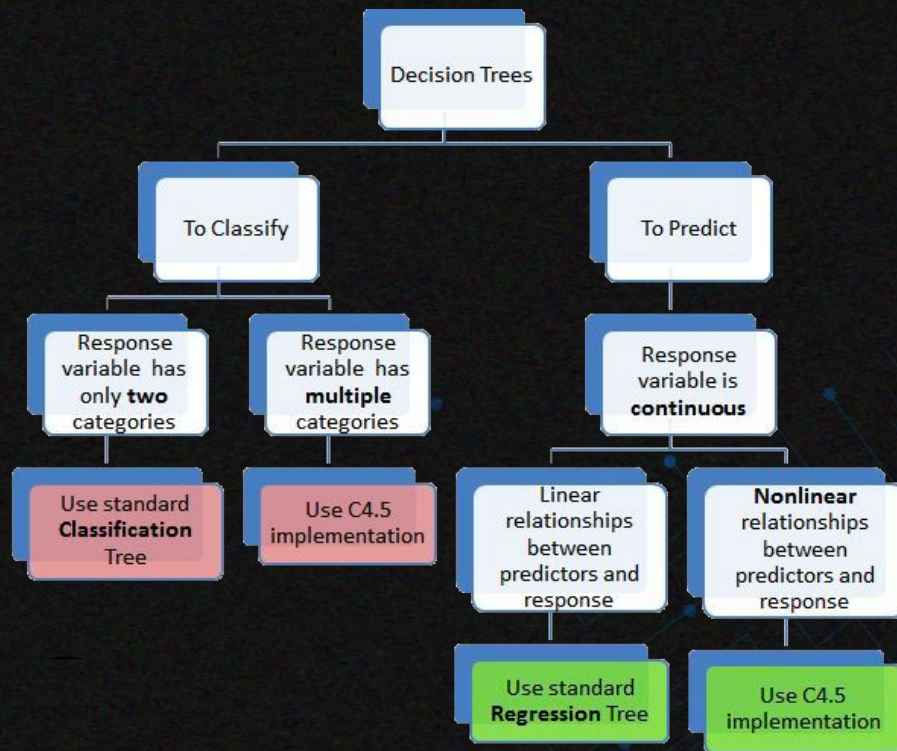 Decision Trees
To Classify
To Predict
Response
variable has
only two
categories
Response
variable has
multiple
categories
Response
variable is
continuous
Use standard
Classification
Tree
Use C4.5
implementation
Linear
relationships
between
predictors and
response
Nonlinear
relationships
between
predictors and
response
Use standard
Regression Tree
Use C4.5
implementation